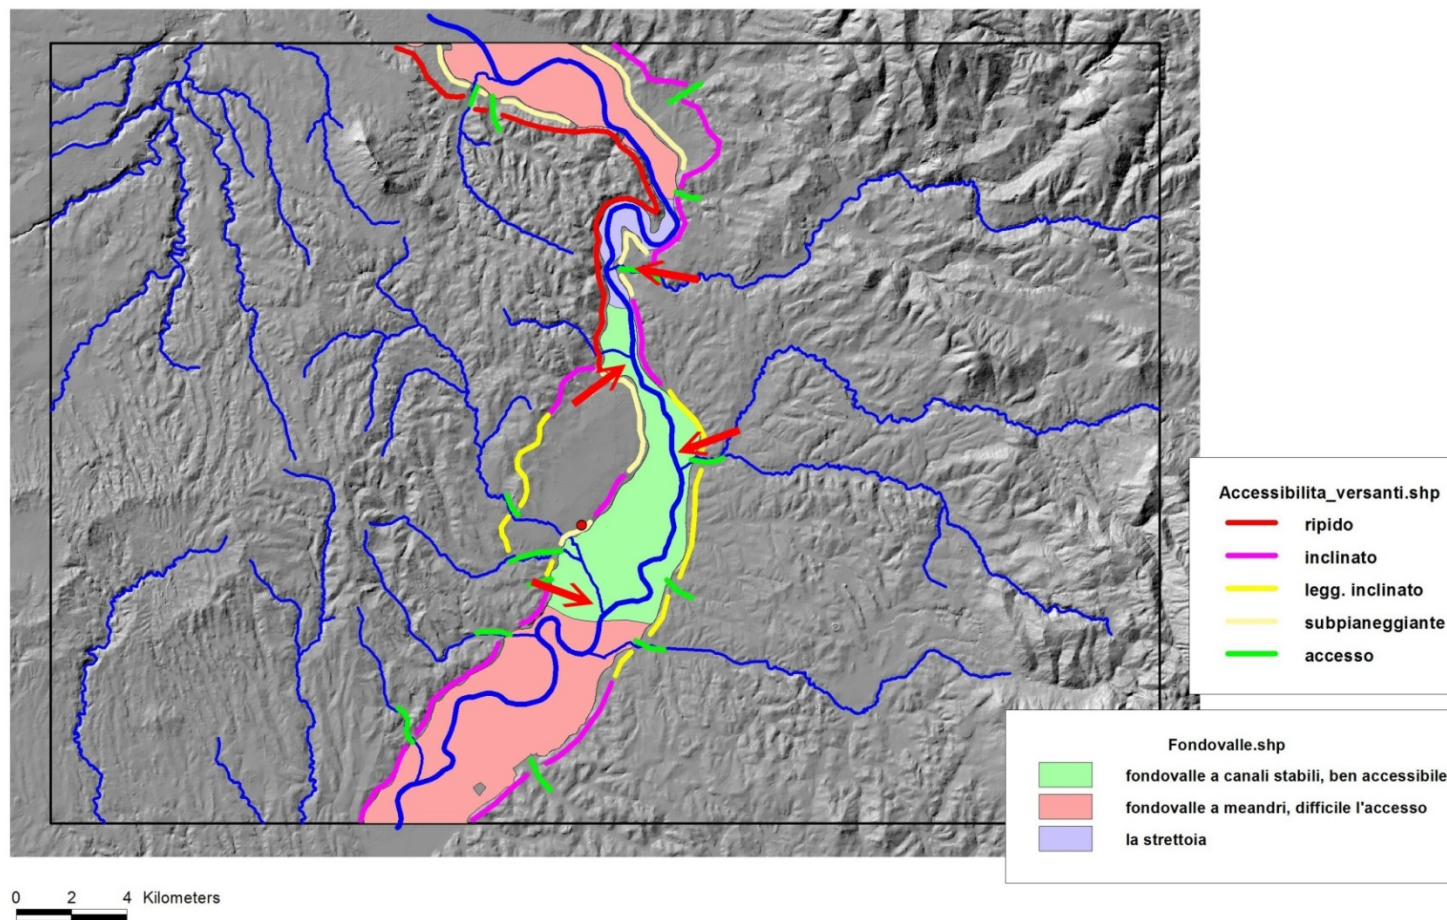 Accessibilita_versanti.shp
ripido
inclinato
legg. inclinato
subpianeggiante
accesso
Fondovalle.shp
fondovalle a canali stabili, ben accessibile
fondovalle a meandri, difficile l'accesso
la strettoia
0 2 4 Kilometers